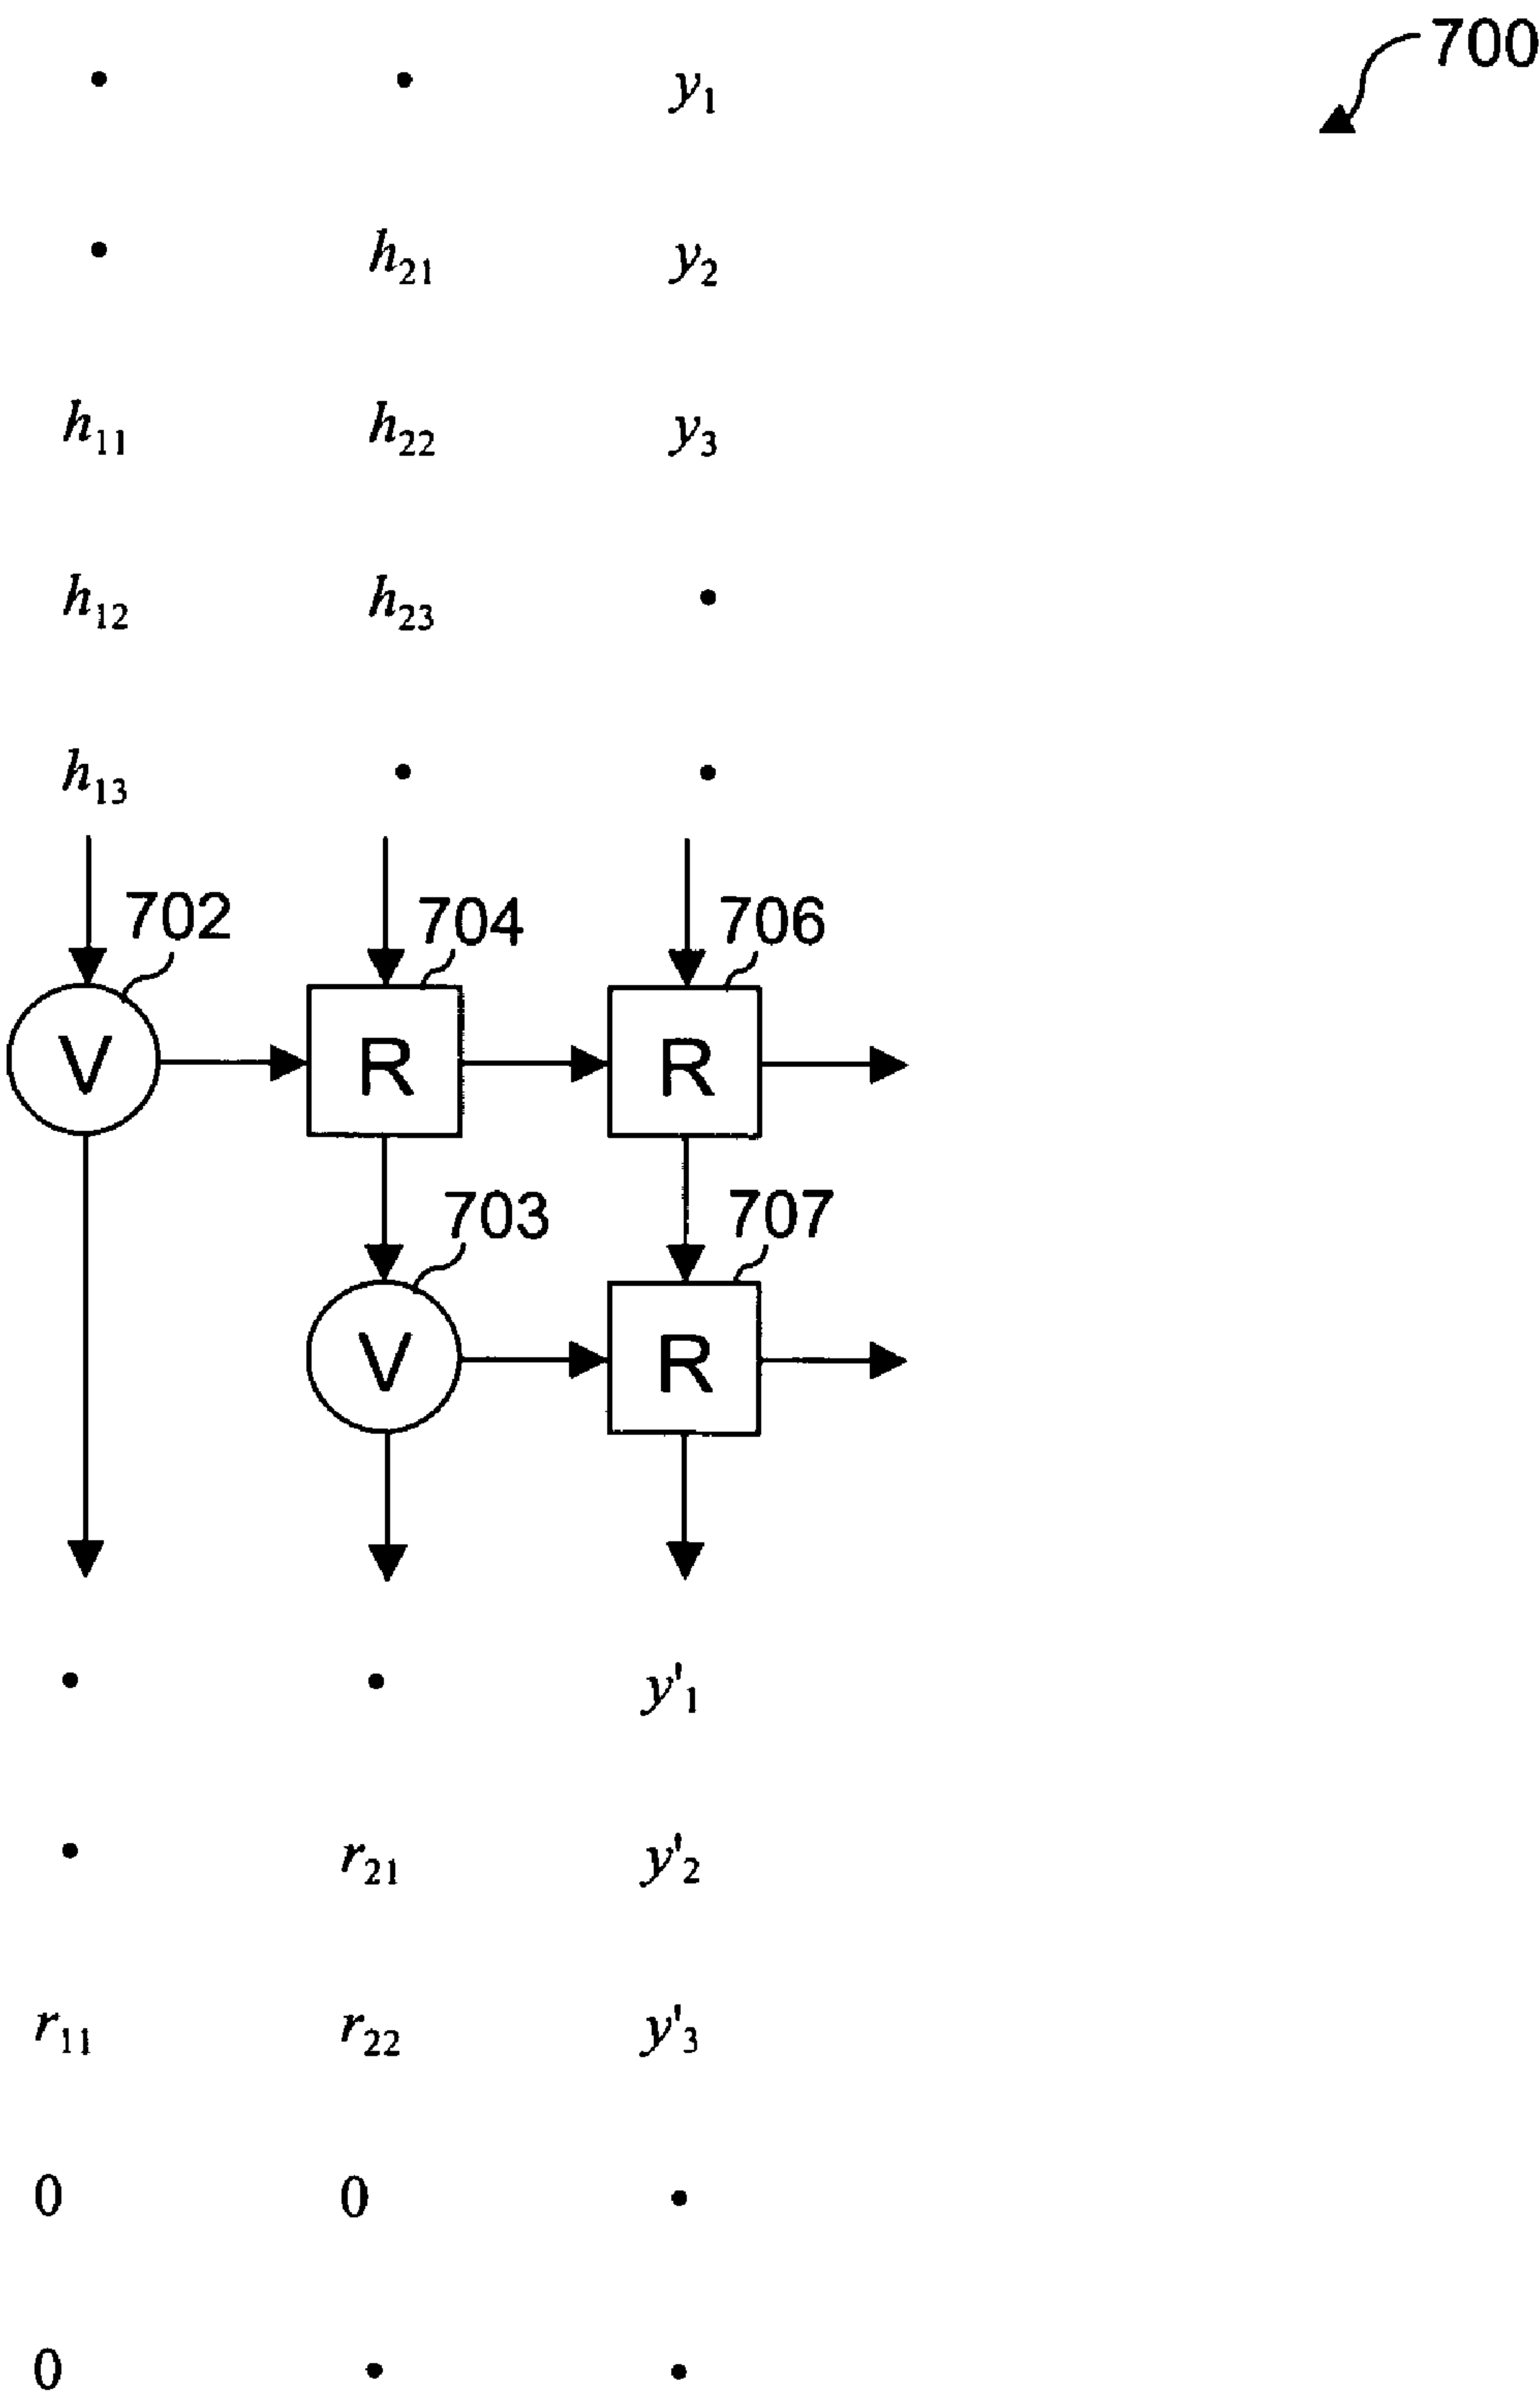 700
• • y₁
• h₂₁ y₂
h₁₁ h₂₂ y₃
h₁₂ h₂₃ •
h₁₃ • •
702 704 706
V R R
703 707
V R
• • y'₁
• r₂₁ y'₂
r₁₁ r₂₂ y'₃
0 0 •
0 • •